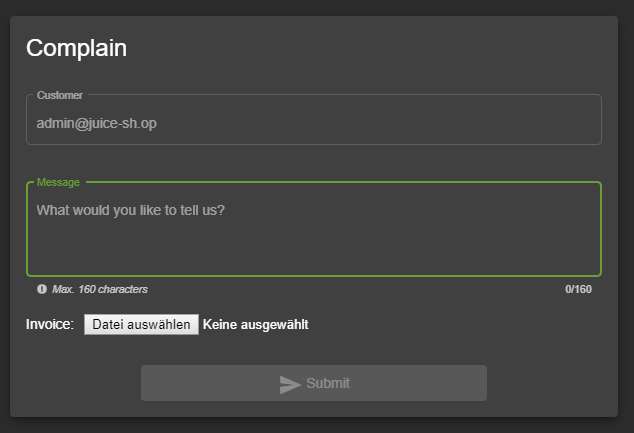 Complain
Customer
admin@juice-sh.op
Message
What would you like to tell us?
Max. 160 characters 0/160
Invoice: Datei auswählen Keine ausgewählt
Submit